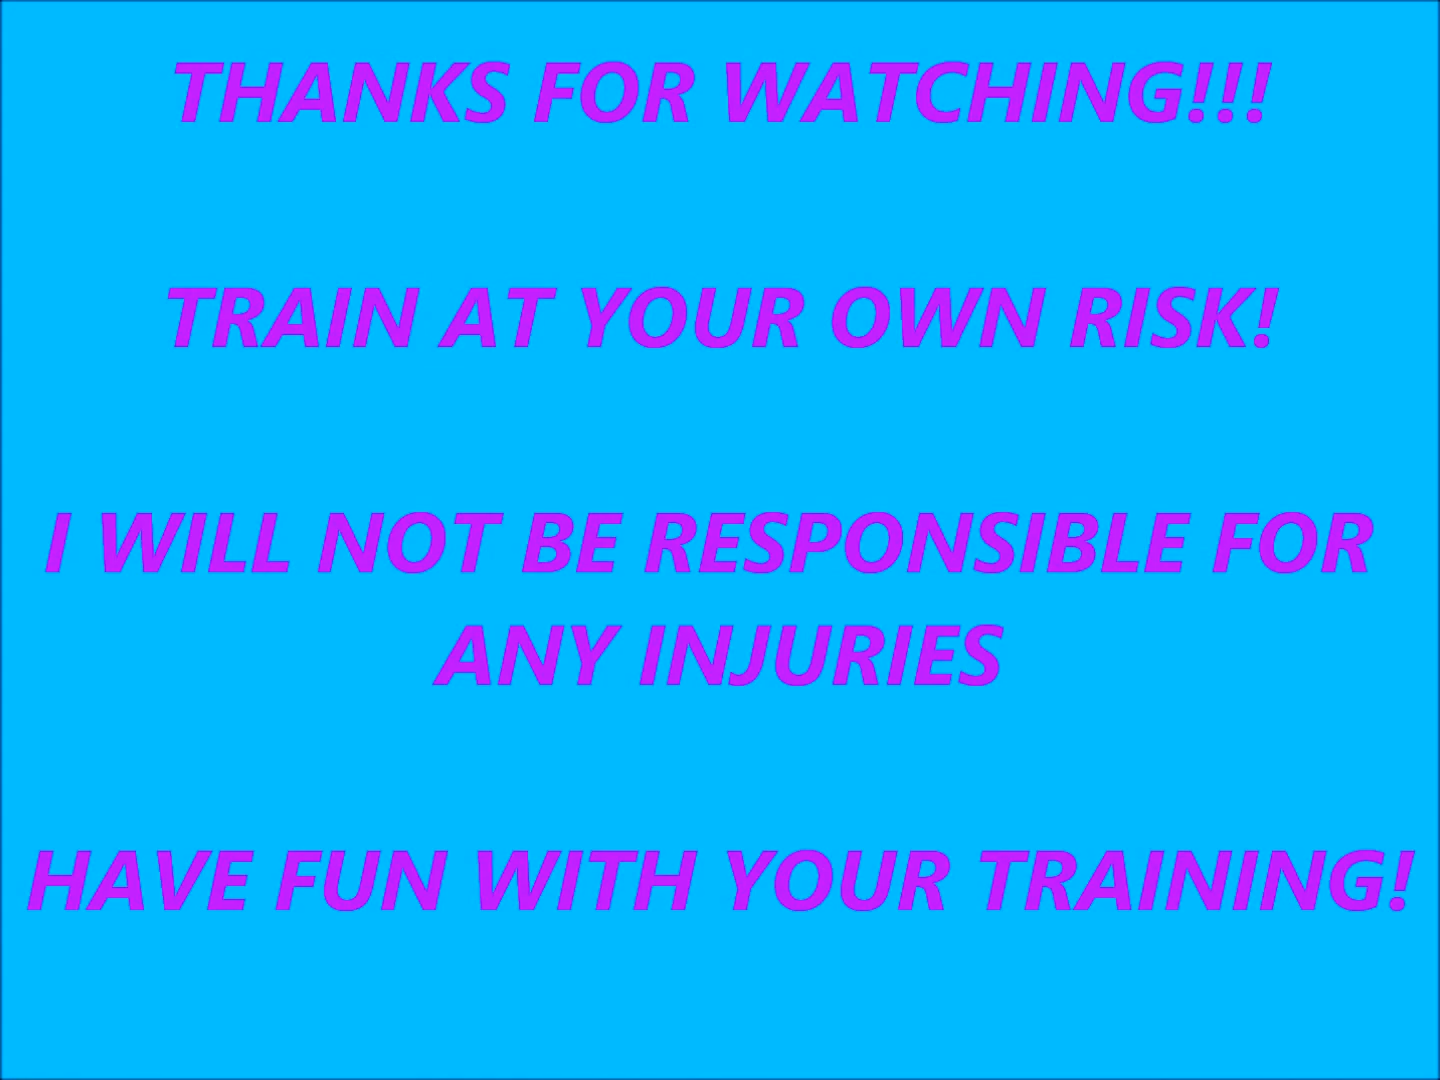 THANKS FOR WATCHING!!!
TRAIN AT YOUR OWN RISK!
I WILL NOT BE RESPONSIBLE FOR
ANY INJURIES
HAVE FUN WITH YOUR TRAINING!